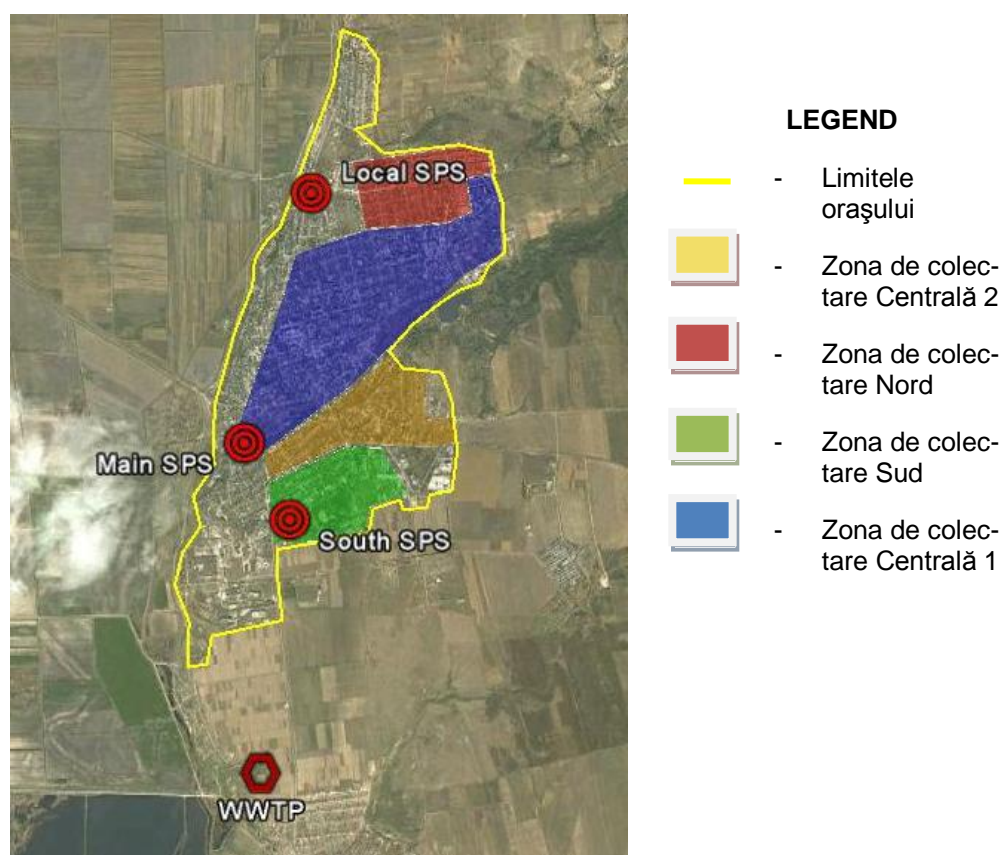 Local SPS
Main SPS
South SPS
WWTP
LEGEND
- Limitele
oraşului
- Zona de colec-
tare Centrală 2
- Zona de colec-
tare Nord
- Zona de colec-
tare Sud
- Zona de colec-
tare Centrală 1